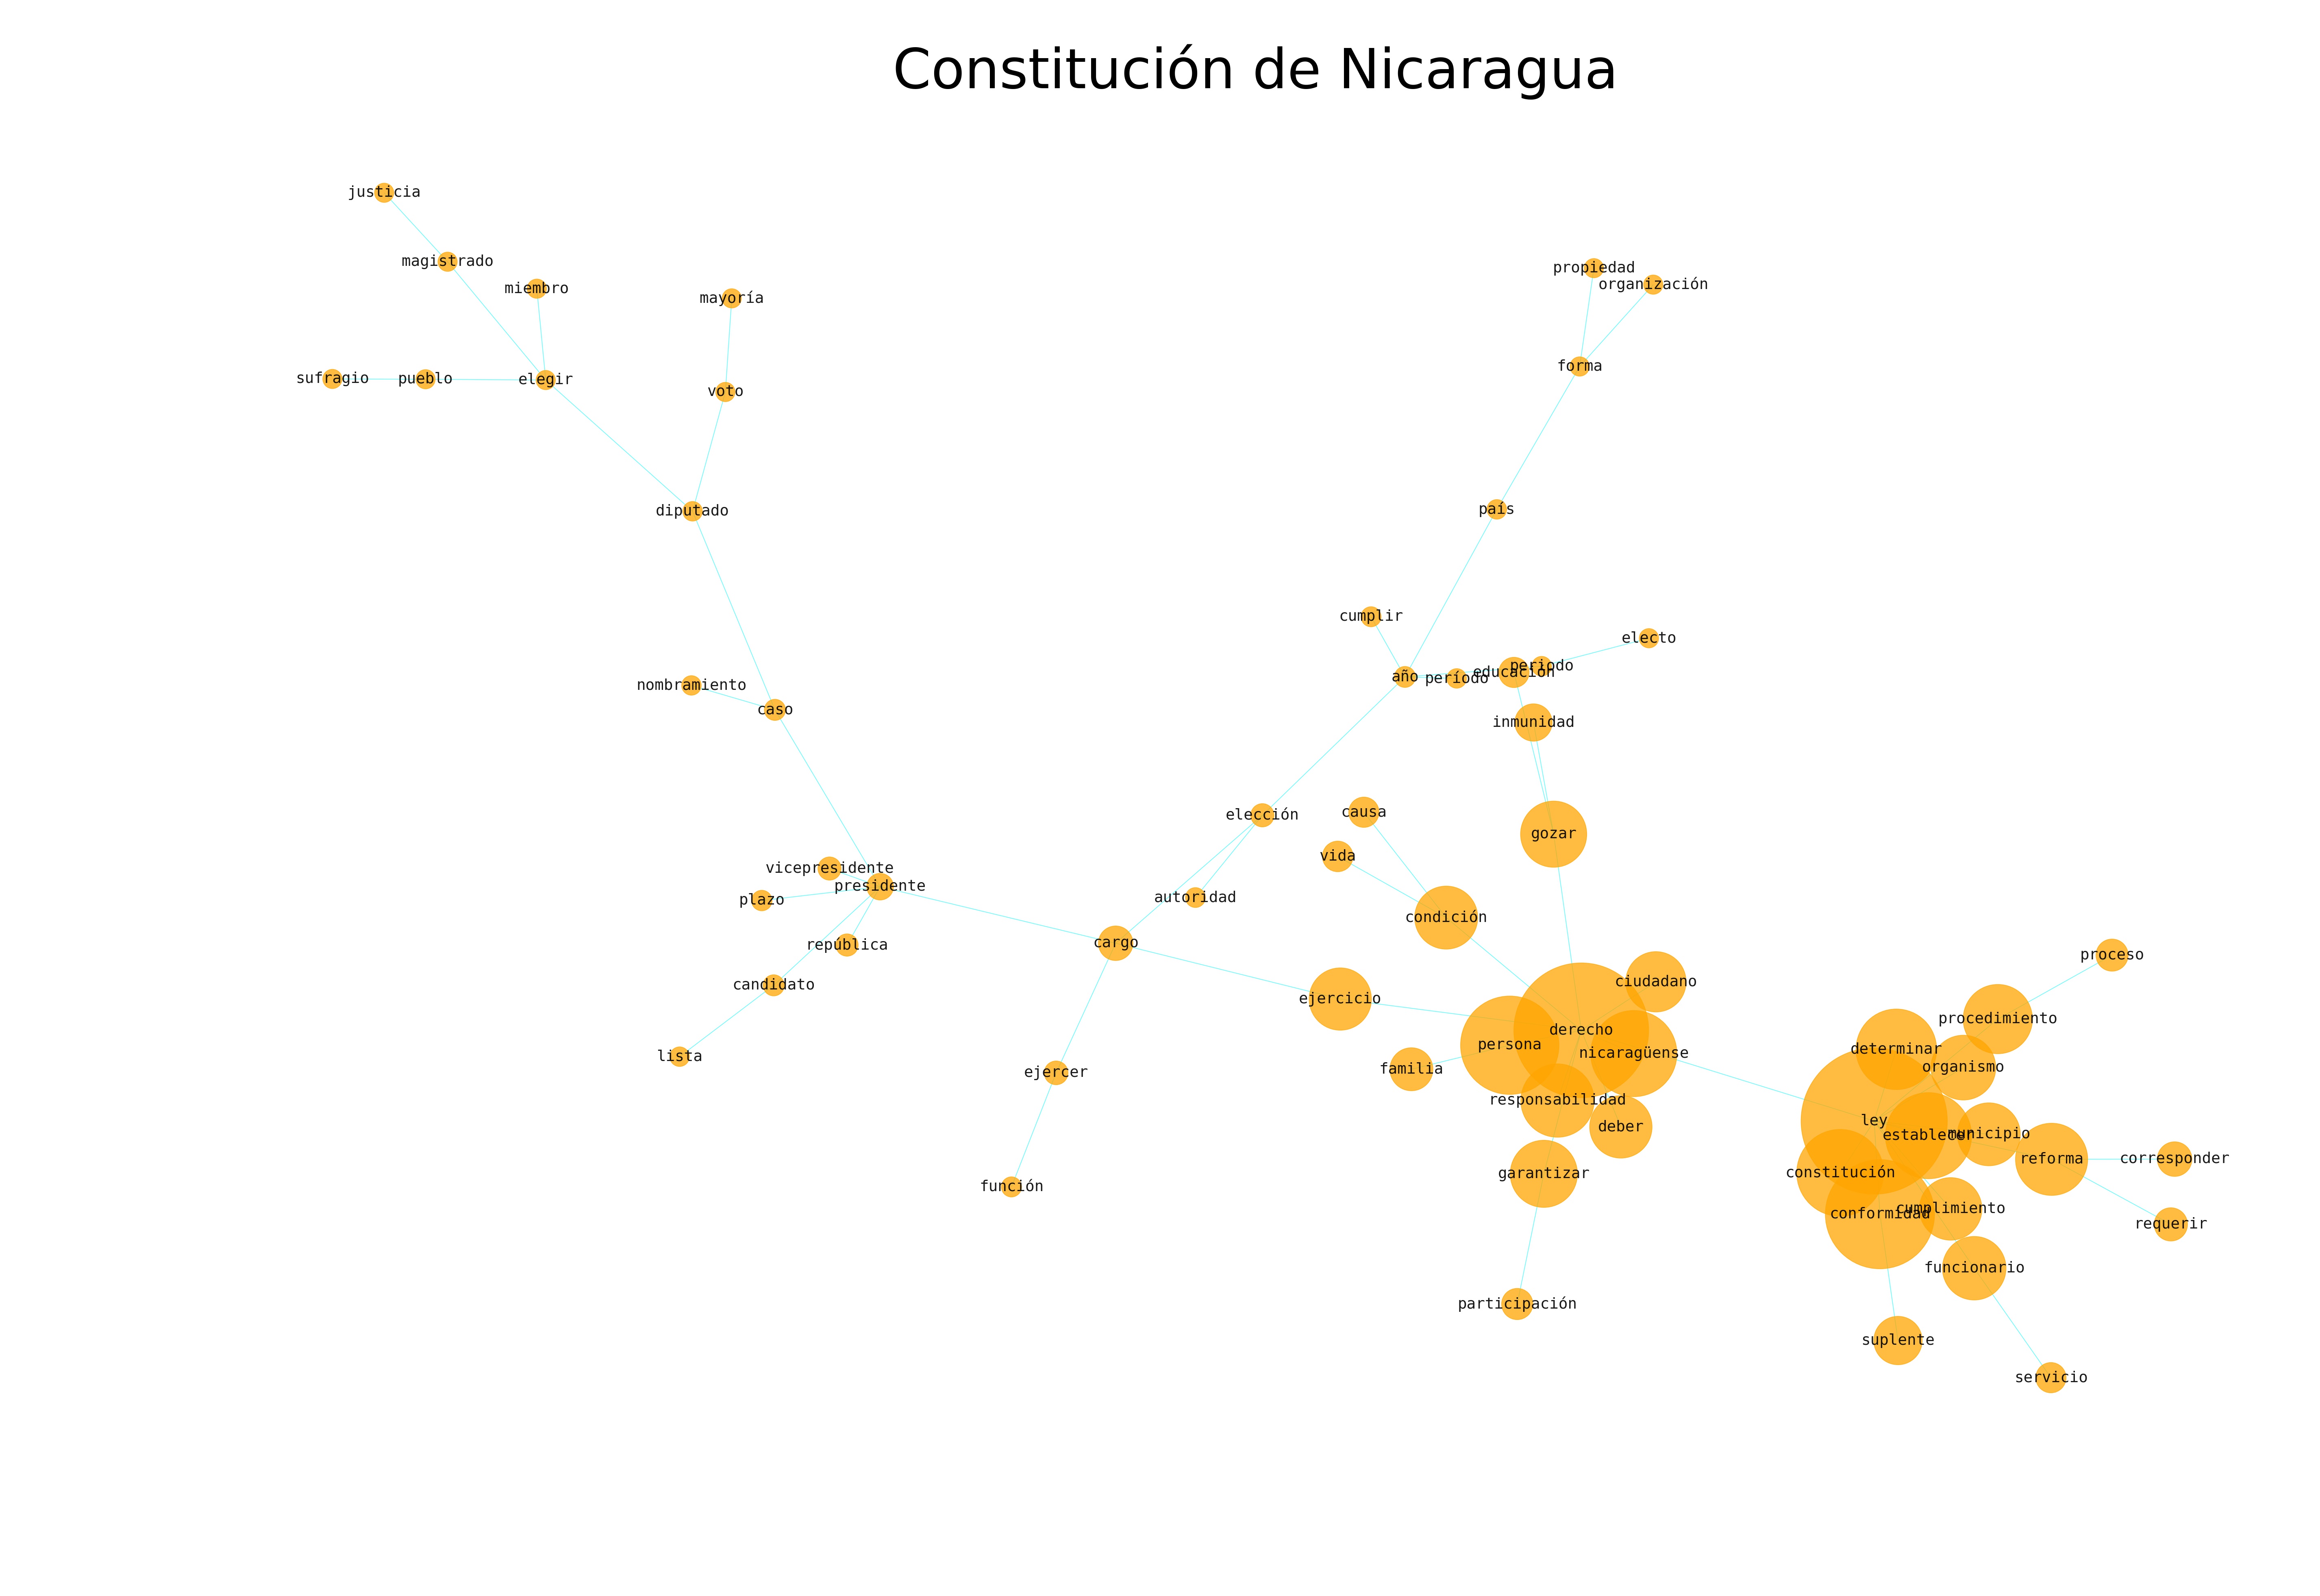 Constitución de Nicaragua
justicia
magistrado
miembro
mayoría
propiedad
organización
forma
sufragio
pueblo
elegir
voto
diputado
país
cumplir
electo
periodo
educación
año
período
nombramiento
caso
inmunidad
causa
elección
gozar
vida
vicepresidente
presidente
plazo
autoridad
condición
república
cargo
candidato
ciudadano
proceso
ejercicio
procedimiento
derecho
persona
nicaragüense
determinar
lista
familia
organismo
ejercer
responsabilidad
deber
ley
establecer
municipio
reforma
corresponder
constitución
garantizar
función
conformidad
cumplimiento
requerir
funcionario
participación
suplente
servicio